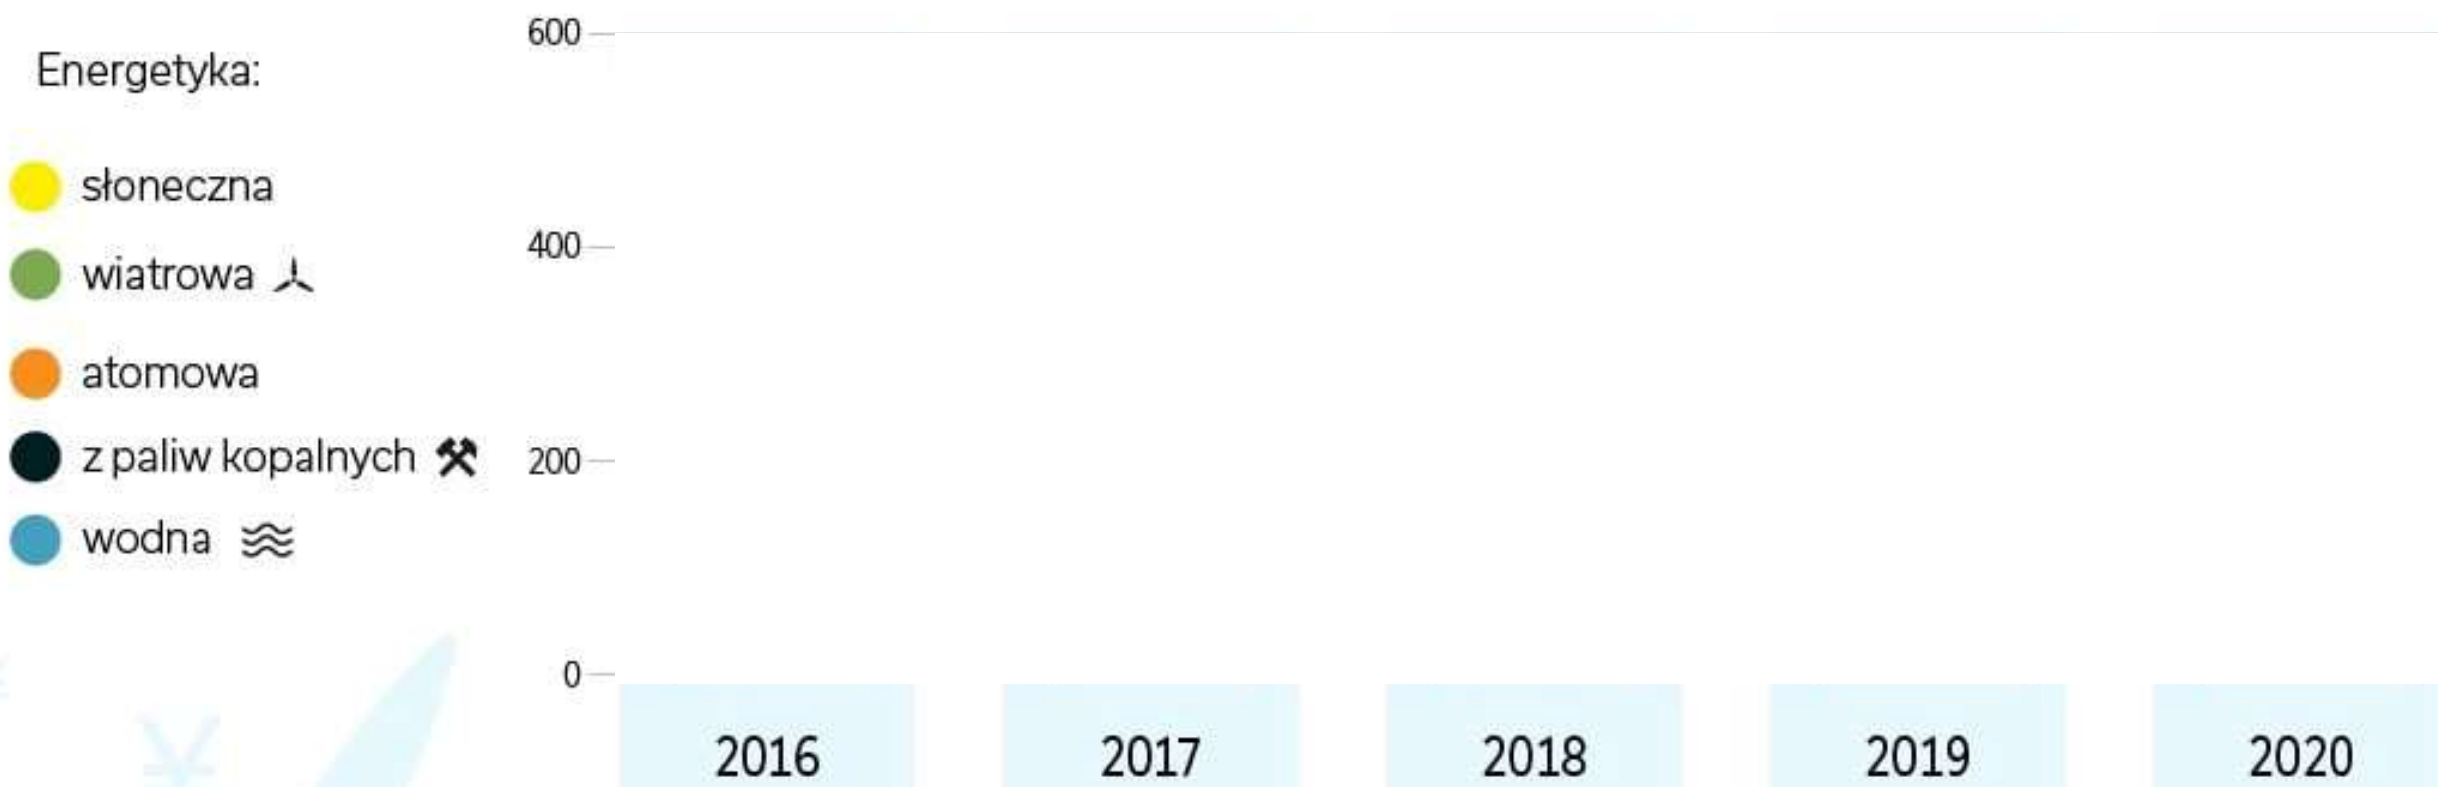 Energetyka:
słoneczna
wiatrowa
atomowa
z paliw kopalnych
wodna
600
400
200
0
2016 2017 2018 2019 2020
¥